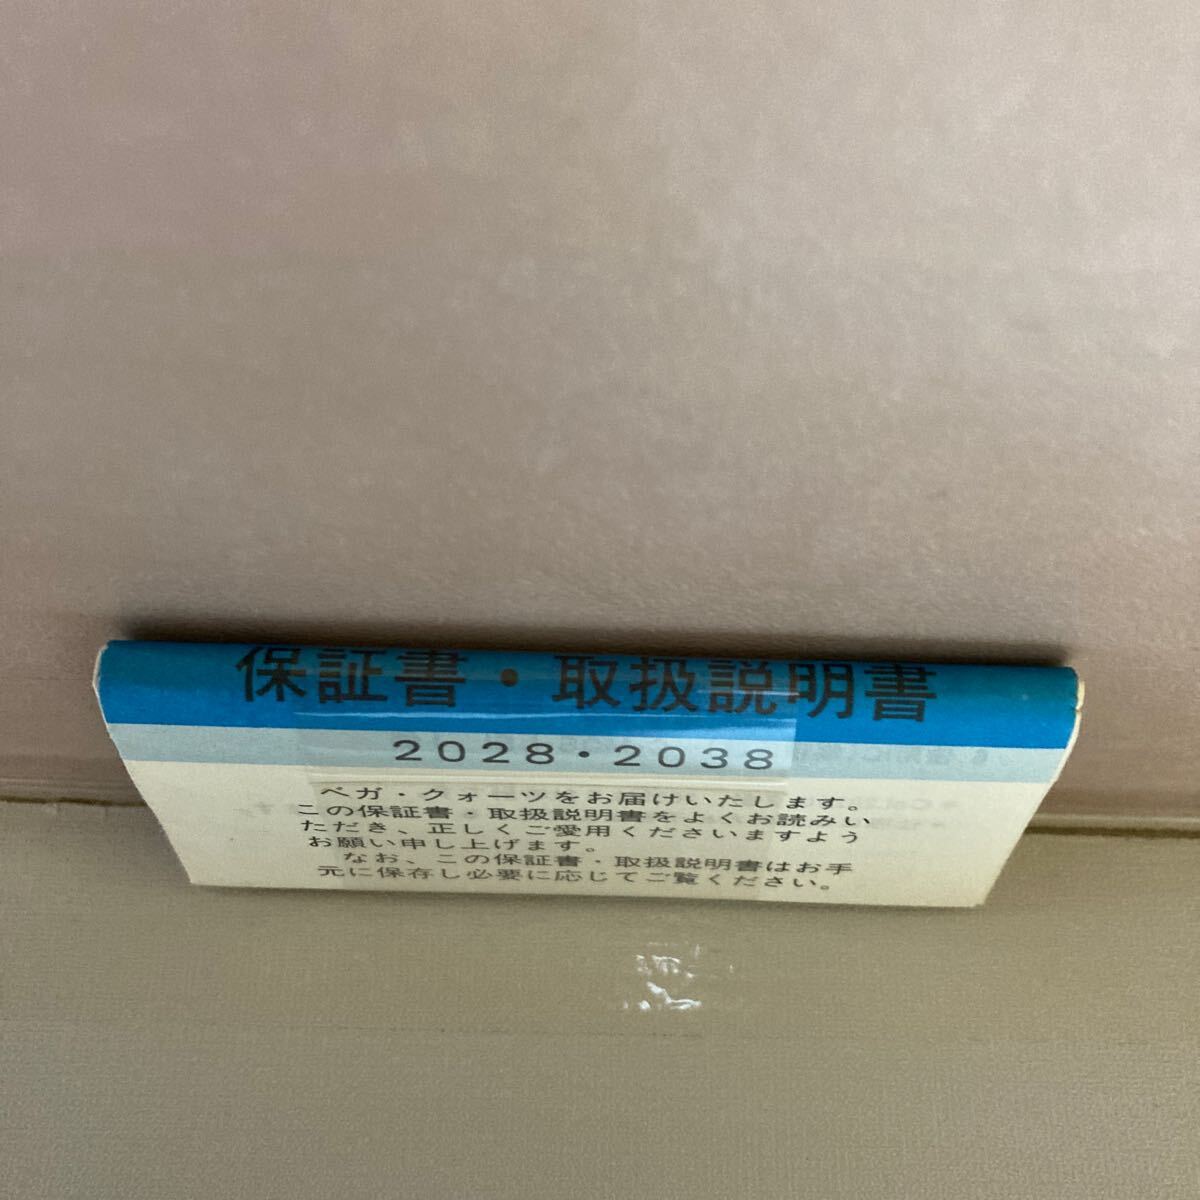 保証書・取扱説明書
2028・2038
ベガ・クォーツをお届けいたします。
この保証書・取扱説明書をよくお読みい
ただき、正しくご愛用くださいますよう
お願い申し上げます。
なお、この保証書・取扱説明書はお手
元に保存し必要に応じてご覧ください。